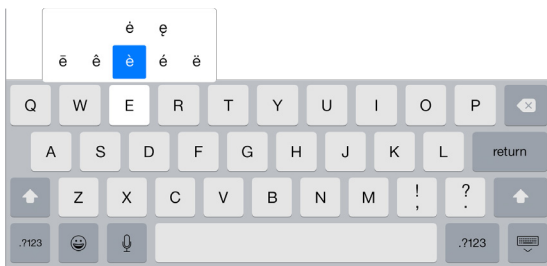 ė ę
ē ê è é ë
Q W E R T Y U I O P
A S D F G H J K L return
Z X C V B N M ! , ? .
.?123 .?123